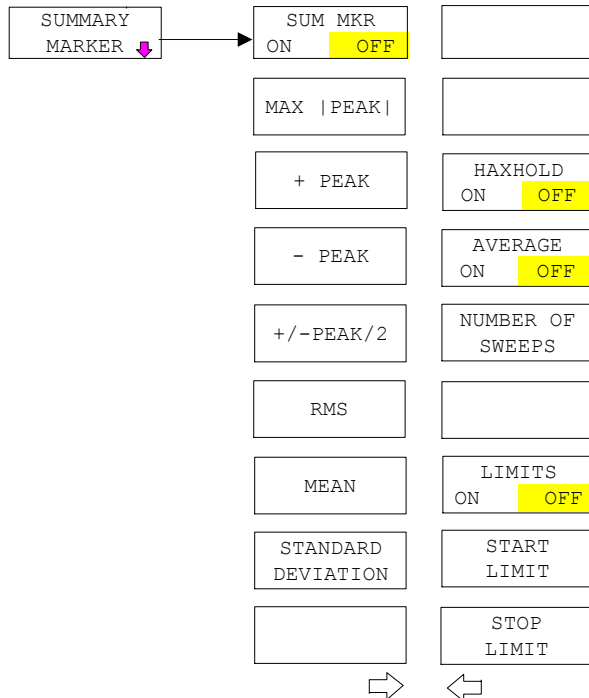 SUMMARY
MARKER
SUM MKR
ON OFF
MAX |PEAK|
+ PEAK
- PEAK
+/-PEAK/2
RMS
MEAN
STANDARD
DEVIATION
HAXHOLD
ON OFF
AVERAGE
ON OFF
NUMBER OF
SWEEPS
LIMITS
ON OFF
START
LIMIT
STOP
LIMIT